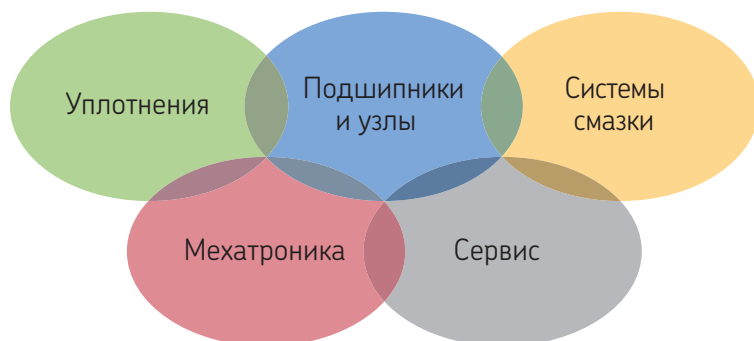 Уплотнения
Подшипники
и узлы
Системы
смазки
Мехатроника
Сервис